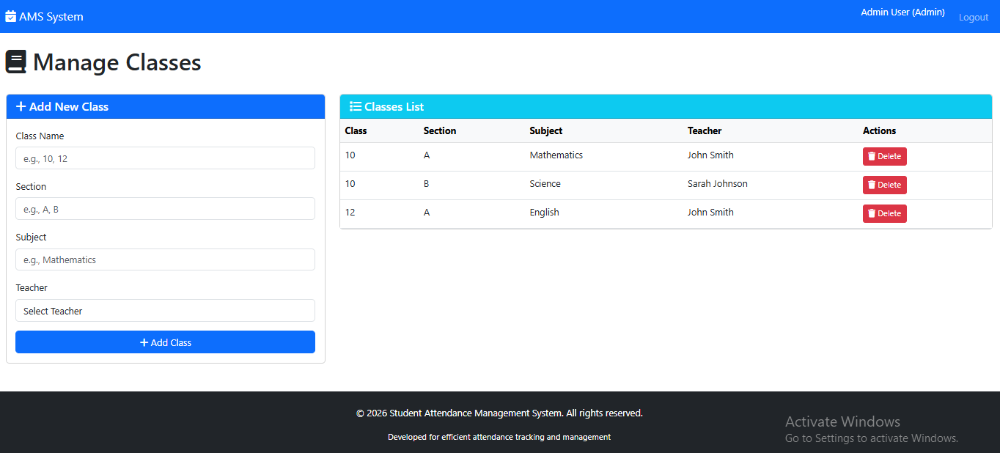 AMS System
Admin User (Admin)
Logout
Manage Classes
Add New Class
Class Name
e.g., 10, 12
Section
e.g., A, B
Subject
e.g., Mathematics
Teacher
Select Teacher
Add Class
Classes List
Class Section Subject Teacher Actions
10 A Mathematics John Smith Delete
10 B Science Sarah Johnson Delete
12 A English John Smith Delete
© 2026 Student Attendance Management System. All rights reserved.
Developed for efficient attendance tracking and management
Activate Windows
Go to Settings to activate Windows.